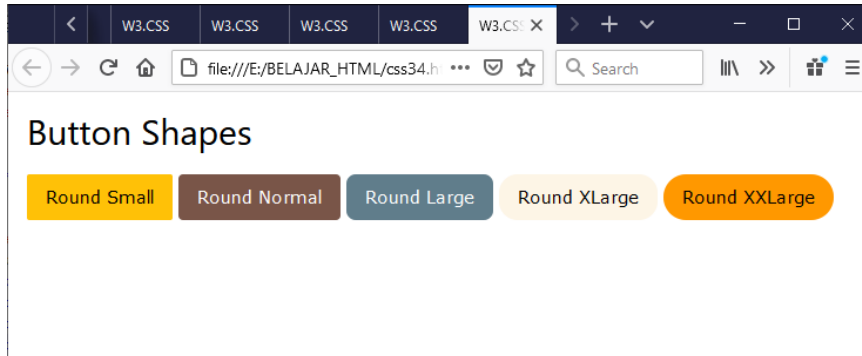 W3.CSS W3.CSS W3.CSS W3.CSS W3.CSS
file:///E:/BELAJAR_HTML/css34.h Search
Button Shapes
Round Small Round Normal Round Large Round XLarge Round XXLarge